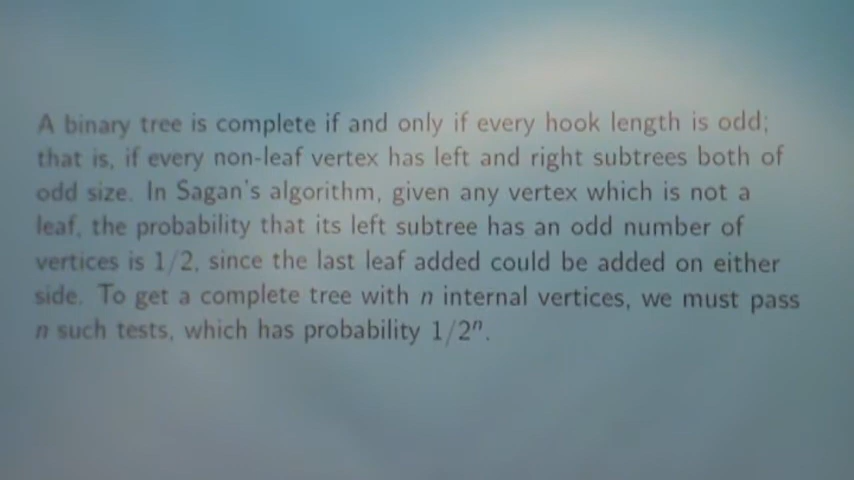 A binary tree is complete if and only if every hook length is odd;
that is, if every non-leaf vertex has left and right subtrees both of
odd size. In Sagan's algorithm, given any vertex which is not a
leaf, the probability that its left subtree has an odd number of
vertices is 1/2, since the last leaf added could be added on either
side. To get a complete tree with n internal vertices, we must pass
n such tests, which has probability 1/2ⁿ.